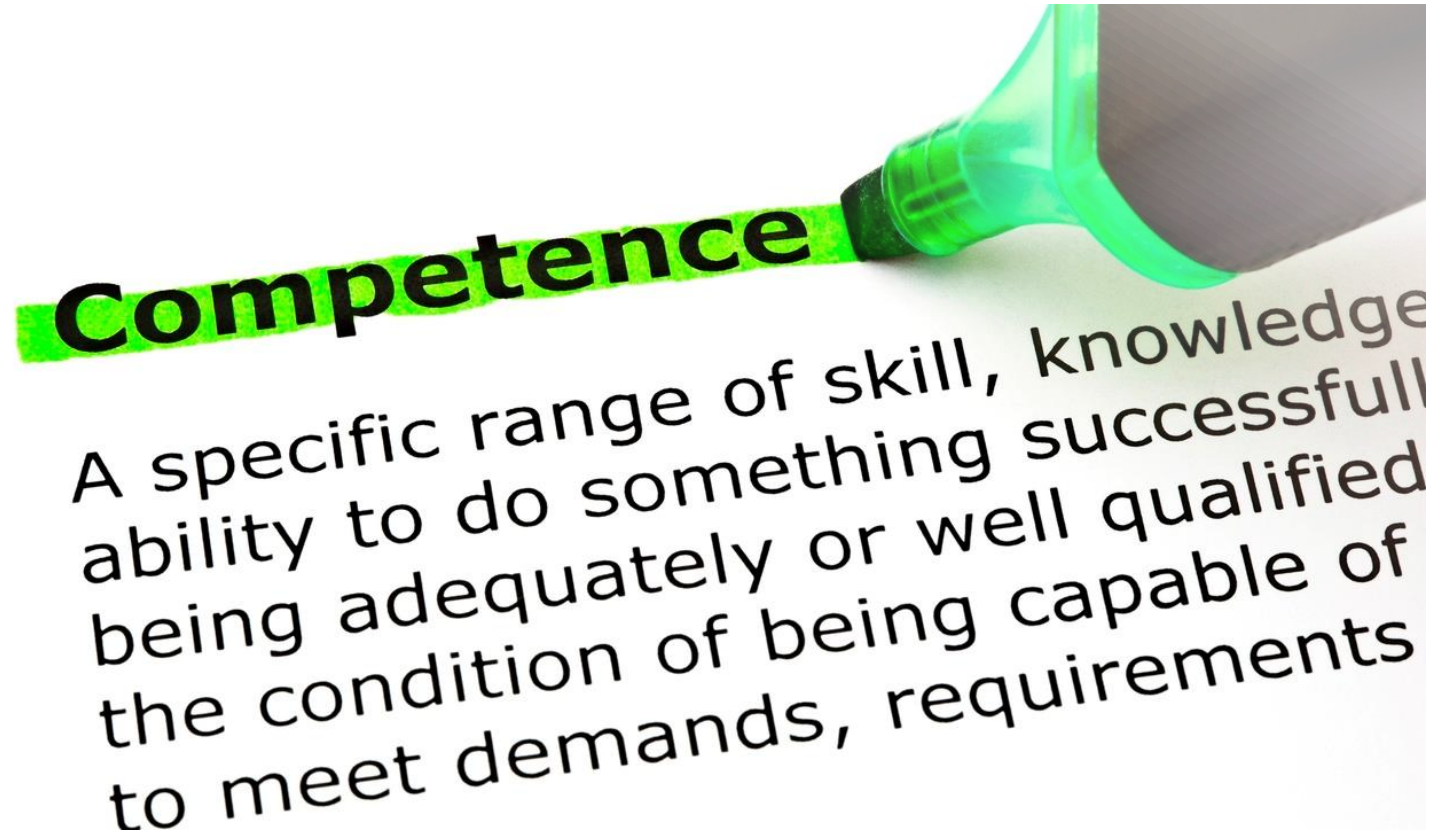 Competence
A specific range of skill, knowledge
ability to do something successfull
being adequately or well qualified
the condition of being capable of
to meet demands, requirements